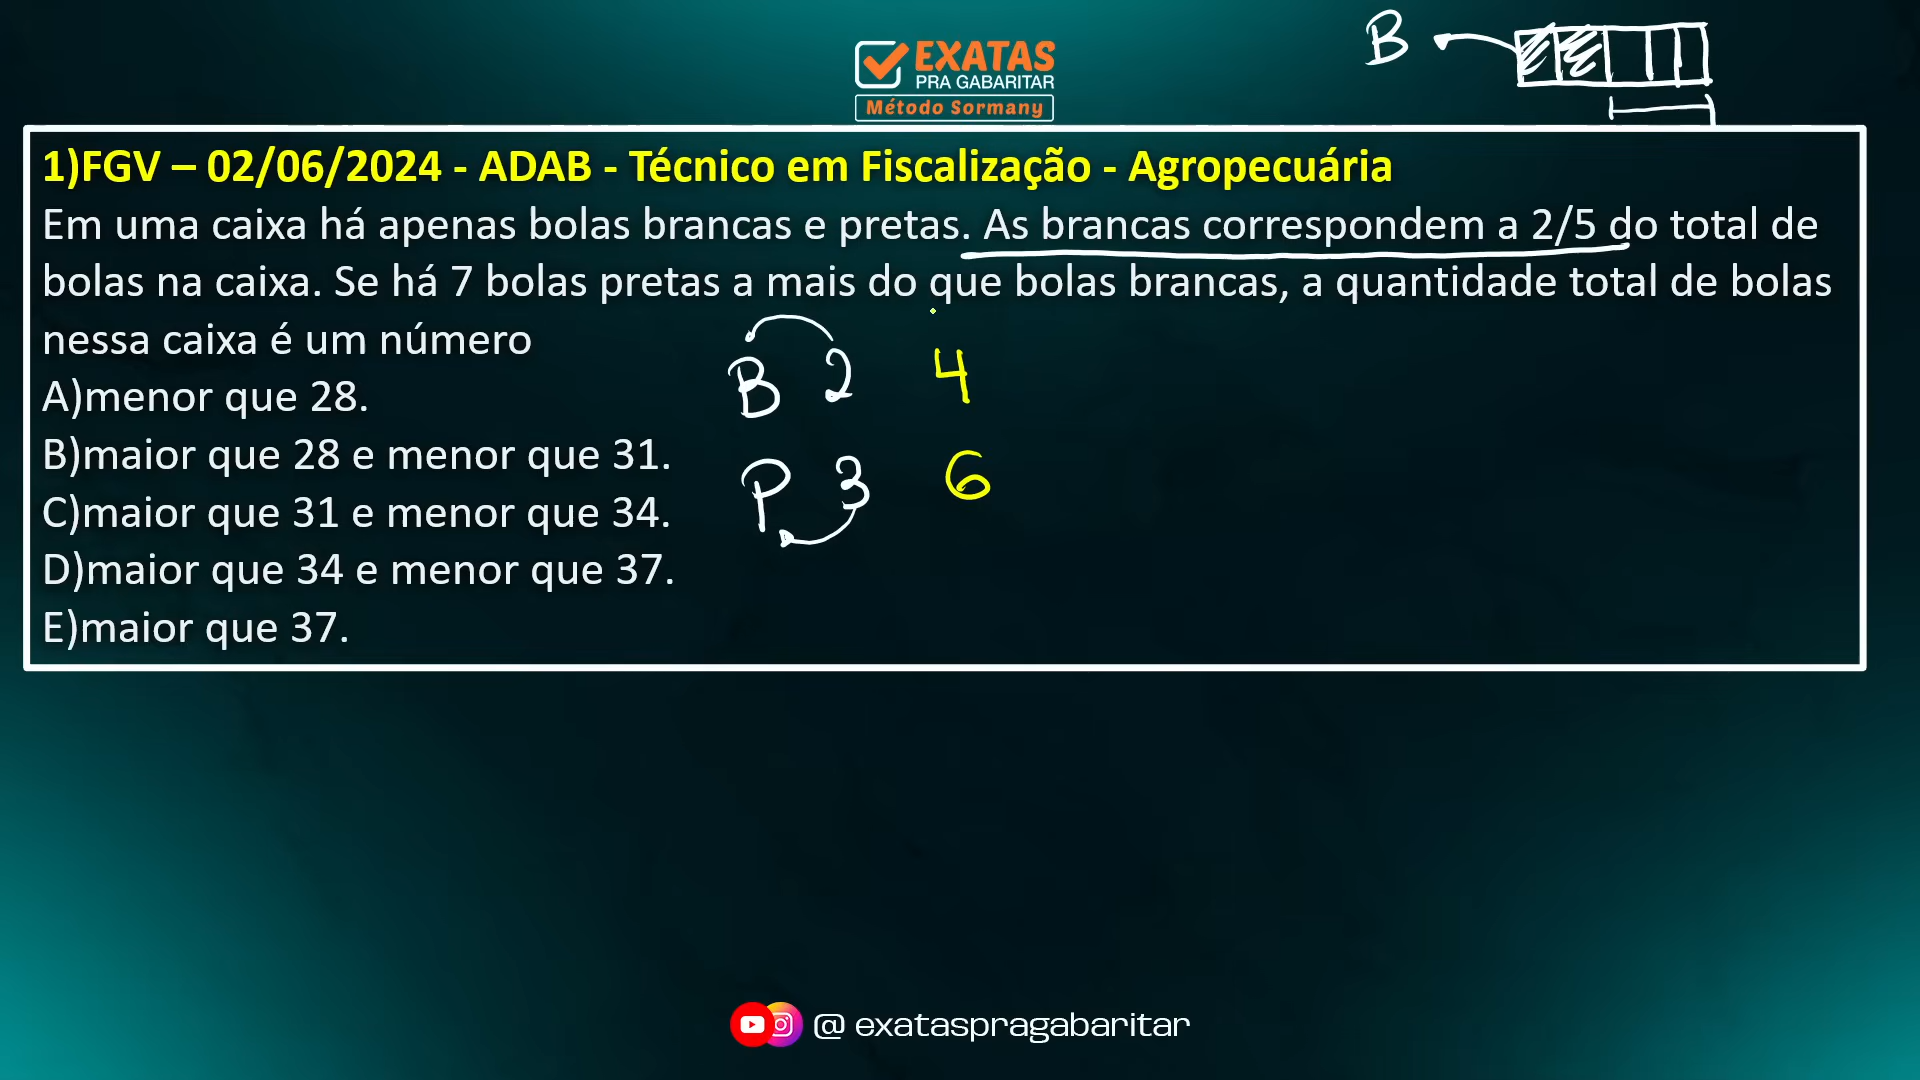 B
EXATAS
PRA GABARITAR
Método Sormany
1)FGV – 02/06/2024 - ADAB - Técnico em Fiscalização - Agropecuária
Em uma caixa há apenas bolas brancas e pretas. As brancas correspondem a 2/5 do total de
bolas na caixa. Se há 7 bolas pretas a mais do que bolas brancas, a quantidade total de bolas
nessa caixa é um número
A)menor que 28.
B)maior que 28 e menor que 31.
C)maior que 31 e menor que 34.
D)maior que 34 e menor que 37.
E)maior que 37.
B 2 4
P 3 6
@ exataspragabaritar